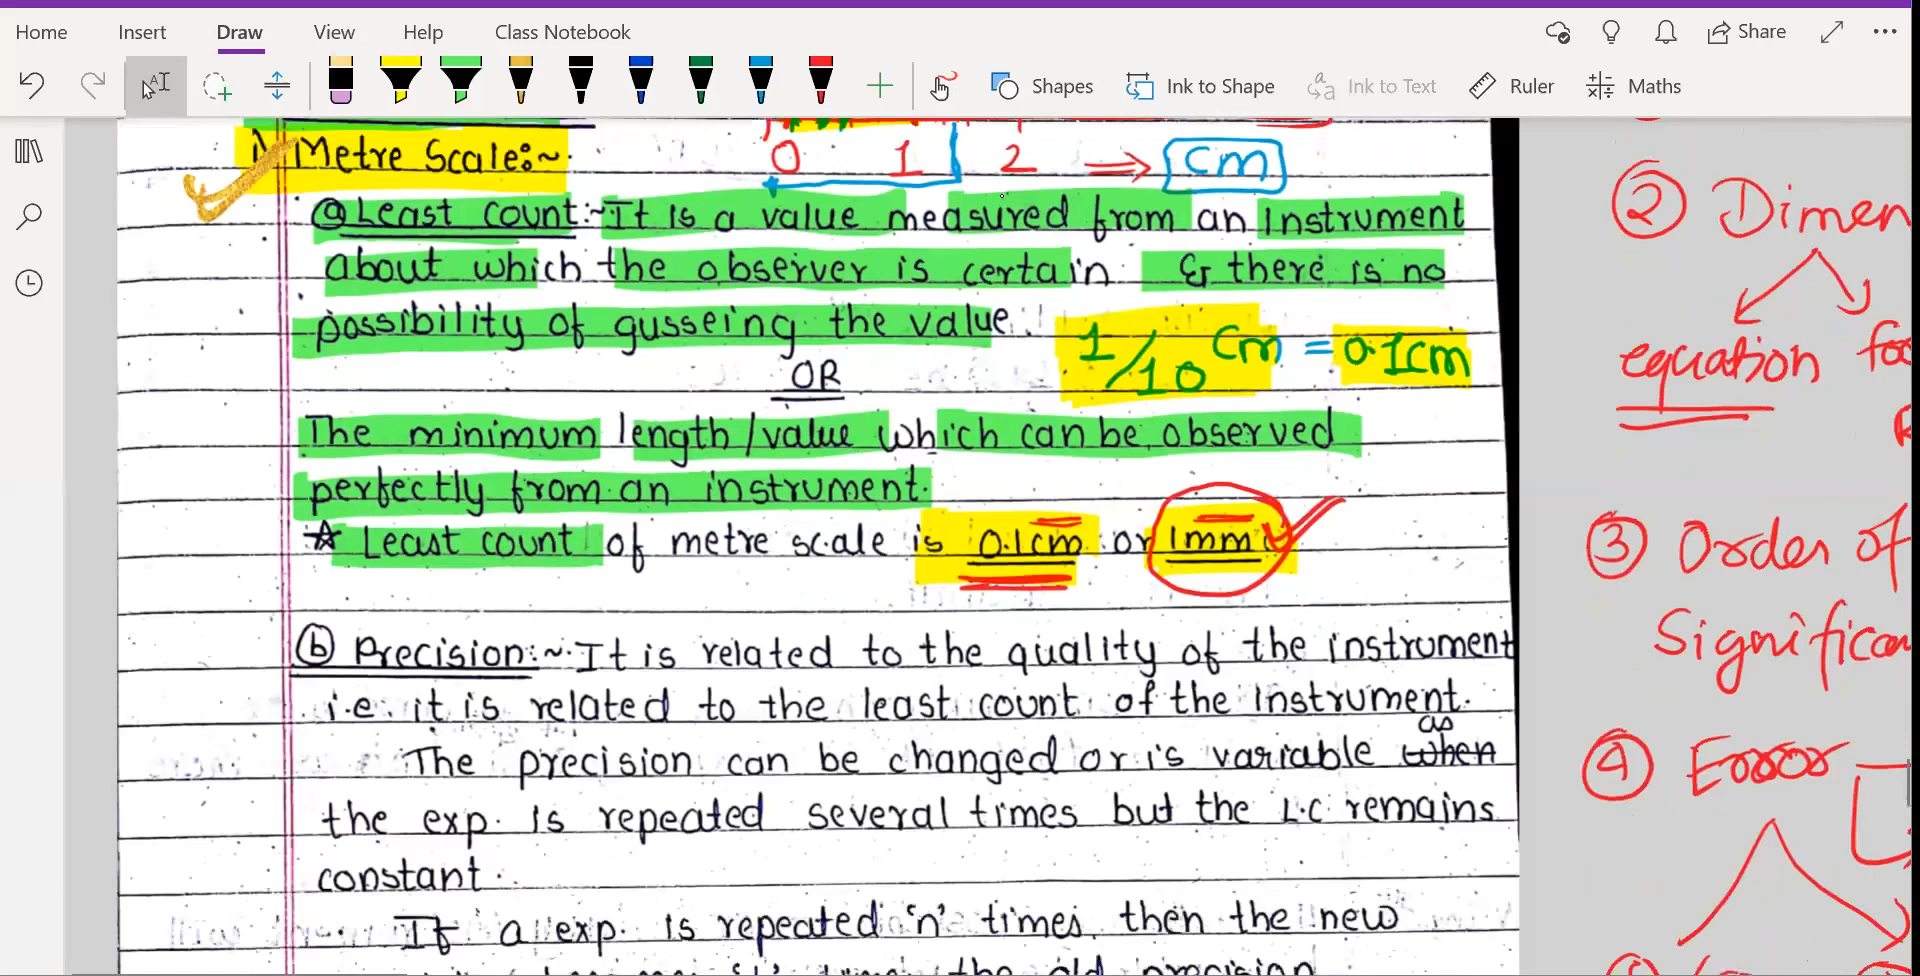 Home Insert Draw View Help Class Notebook Share
Shapes Ink to Shape Ink to Text Ruler Maths
1) Metre Scale:~
0 1 2 ⇒ cm
ⓐ Least count:~ It is a value measured from an instrument
about which the observer is certain & there is no
possibility of gusseing the value.
1/10 cm = 0.1cm
OR
The minimum length/value which can be observed
perfectly from an instrument.
☆ Least count of metre scale is 0.1cm or 1mm
ⓑ Precision:~ It is related to the quality of the instrument
i.e. it is related to the least count of the instrument.
as
The precision can be changed or is variable when
the exp. is repeated several times but the L.C remains
constant.
If a exp. is repeated 'n' times, then the new
the old precision
② Dimen
equation fo
③ Order of
Significan
④ Error